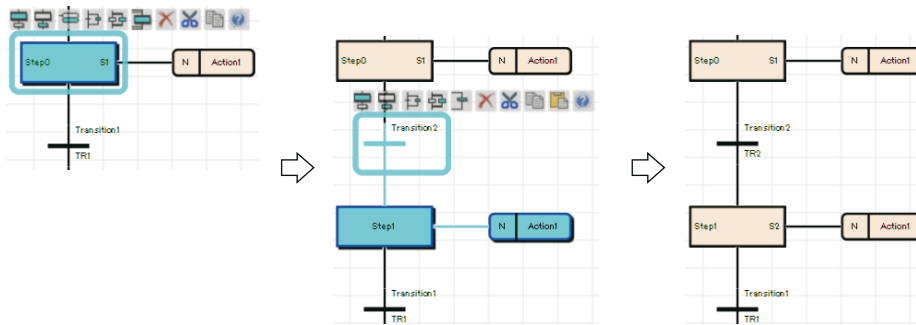 Step0 S1 N Action1
Transition1
TR1
Step0 S1 N Action1
Transition2
Step1 N Action1
Transition1
TR1
Step0 S1 N Action1
Transition2
TR2
Step1 S2 N Action1
Transition1
TR1